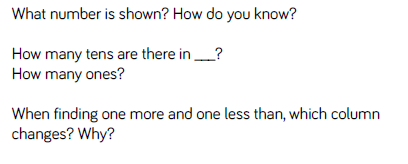 What number is shown? How do you know?
How many tens are there in ___?
How many ones?
When finding one more and one less than, which column
changes? Why?